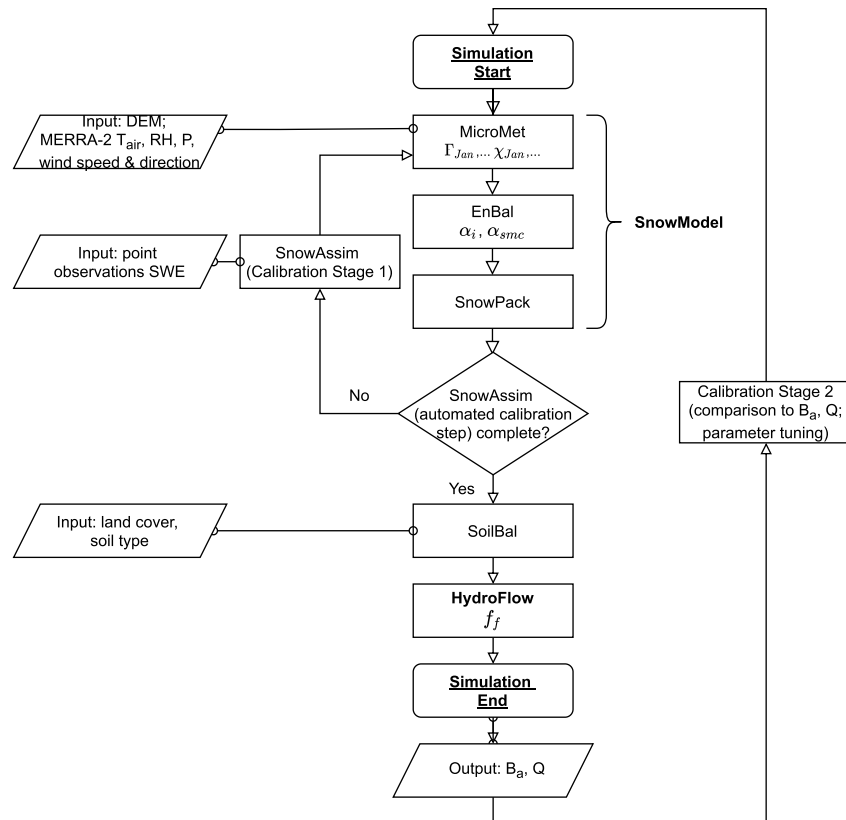 Simulation
Start
Input: DEM;
MERRA-2 Tair, RH, P,
wind speed & direction
MicroMet
ΓJan,... χJan,...
EnBal
αi, αsmc
SnowModel
Input: point
observations SWE
SnowAssim
(Calibration Stage 1)
SnowPack
No
SnowAssim
(automated calibration
step) complete?
Calibration Stage 2
(comparison to Ba, Q;
parameter tuning)
Yes
Input: land cover,
soil type
SoilBal
HydroFlow
ff
Simulation
End
Output: Ba, Q